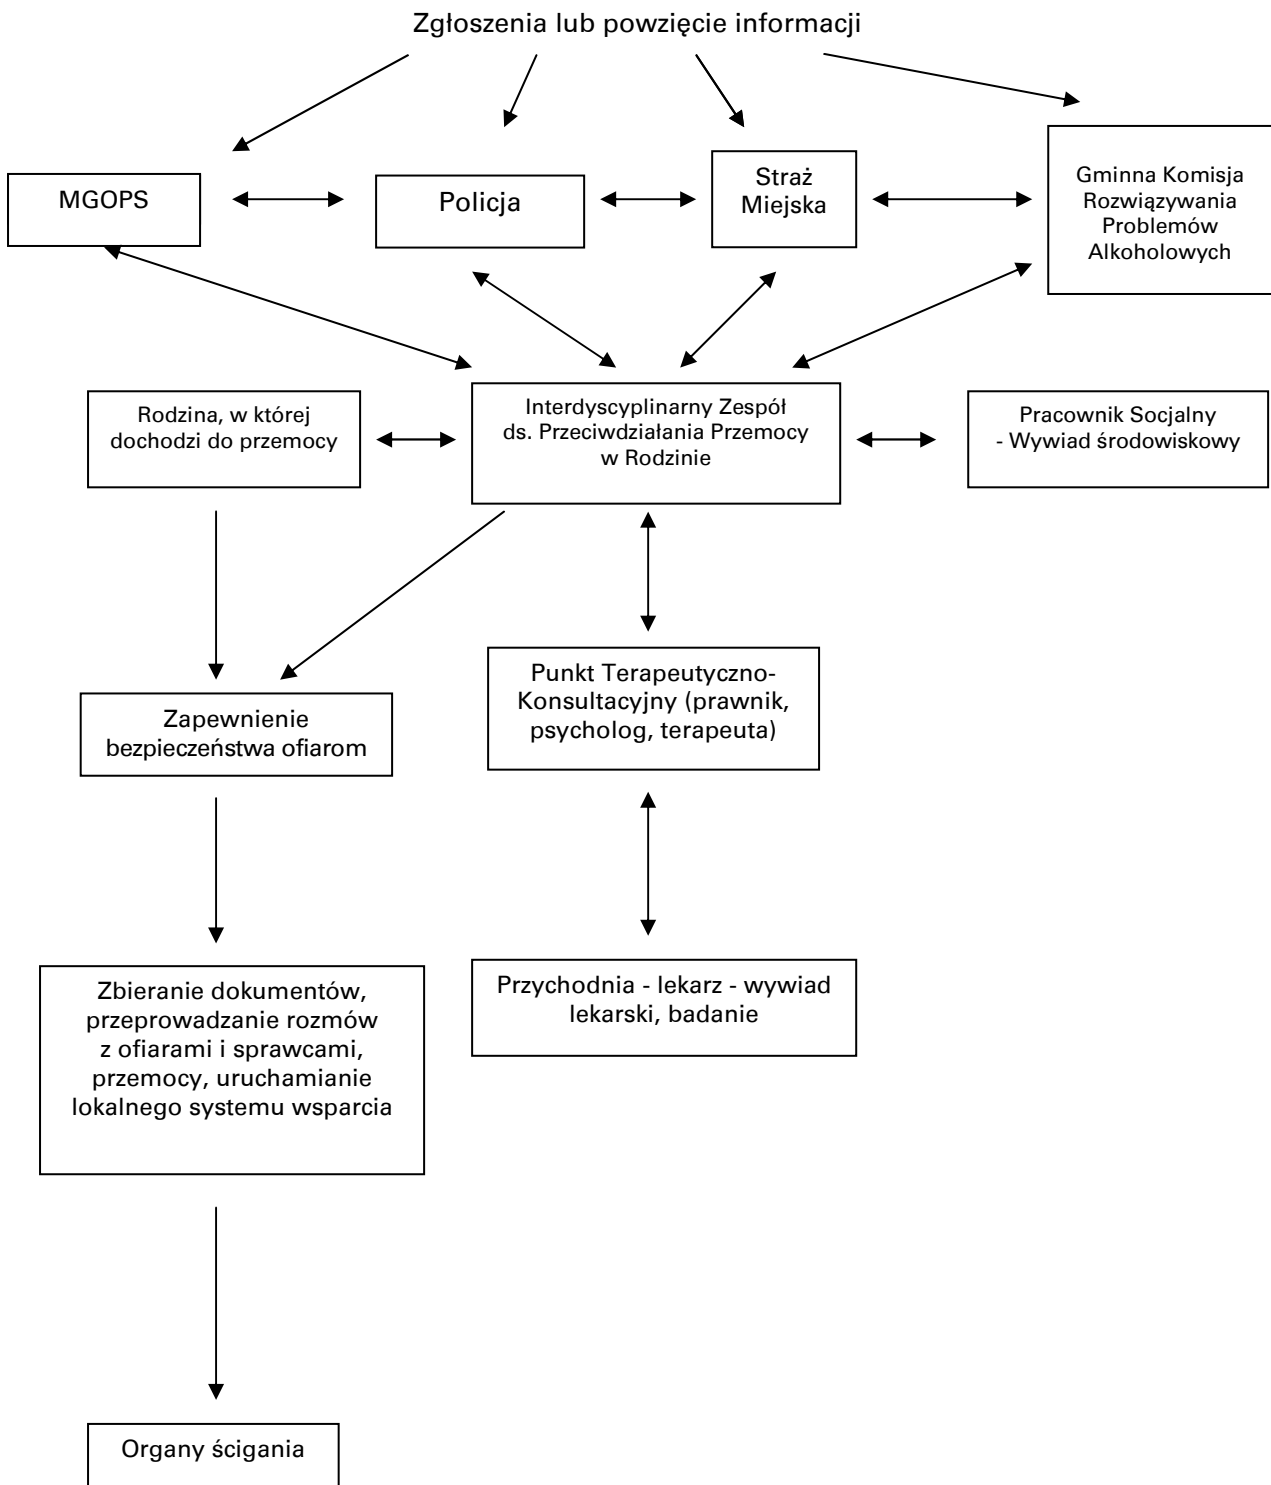 Zgłoszenia lub powzięcie informacji
MGOPS
Policja
Straż
Miejska
Gminna Komisja
Rozwiązywania
Problemów
Alkoholowych
Rodzina, w której
dochodzi do przemocy
Interdyscyplinarny Zespół
ds. Przeciwdziałania Przemocy
w Rodzinie
Pracownik Socjalny
- Wywiad środowiskowy
Zapewnienie
bezpieczeństwa ofiarom
Punkt Terapeutyczno-
Konsultacyjny (prawnik,
psycholog, terapeuta)
Zbieranie dokumentów,
przeprowadzanie rozmów
z ofiarami i sprawcami,
przemocy, uruchamianie
lokalnego systemu wsparcia
Przychodnia - lekarz - wywiad
lekarski, badanie
Organy ścigania